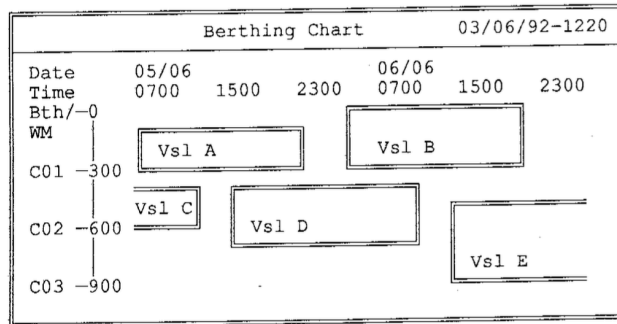 Berthing Chart 03/06/92-1220
Date 05/06 06/06
Time 0700 1500 2300 0700 1500 2300
Bth/ 0
WM
Vsl A Vsl B
C01 300
Vsl C
Vsl D
C02 600
Vsl E
C03 900